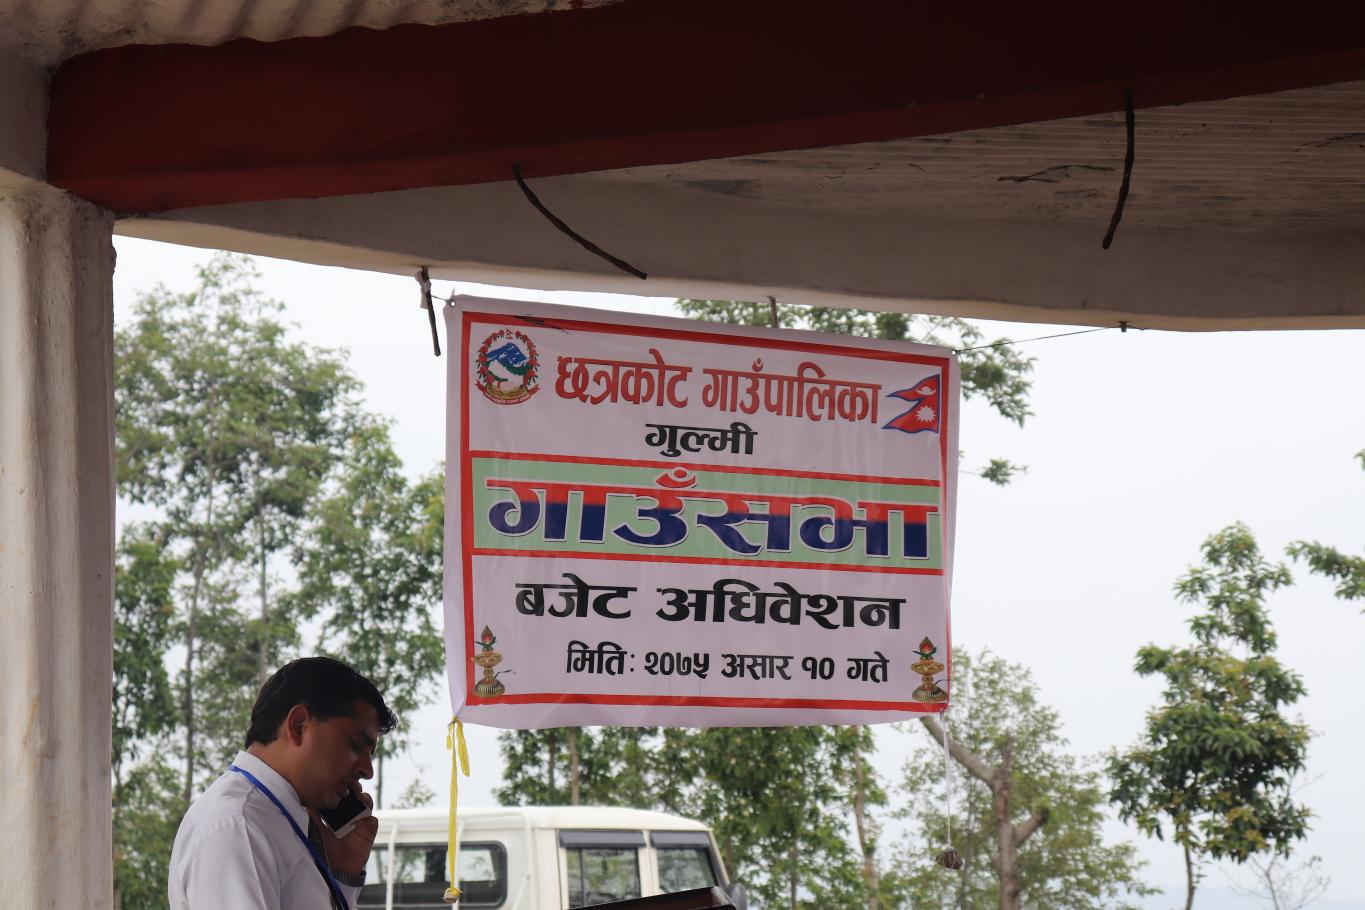 छत्रकोट गाउँपालिका
गुल्मी
गाउँसभा
बजेट अधिवेशन
मिति: २०७५ असार १० गते